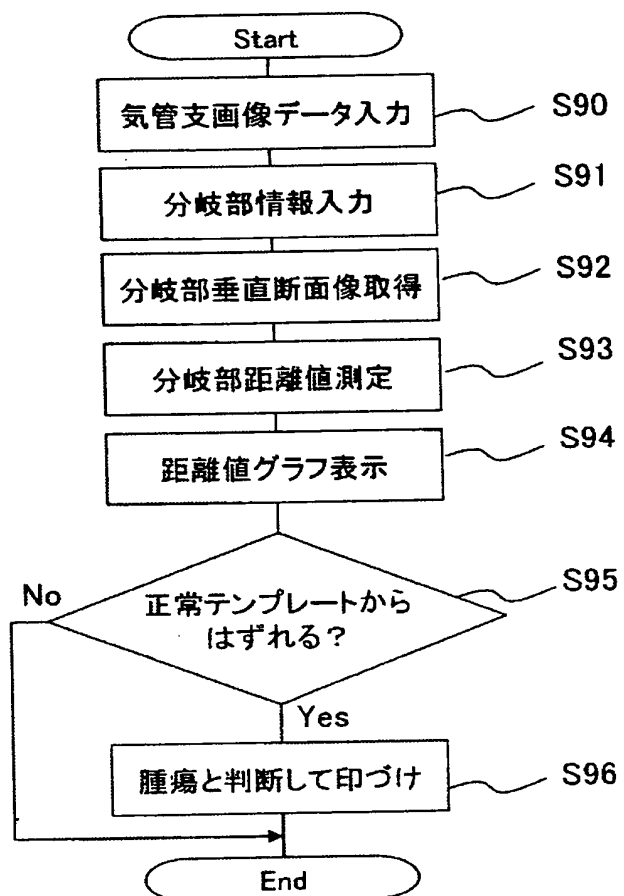 Start
気管支画像データ入力
S90
分岐部情報入力
S91
分岐部垂直断面像取得
S92
分岐部距離値測定
S93
距離値グラフ表示
S94
No
正常テンプレートから
はずれる？
S95
Yes
腫瘍と判断して印づけ
S96
End